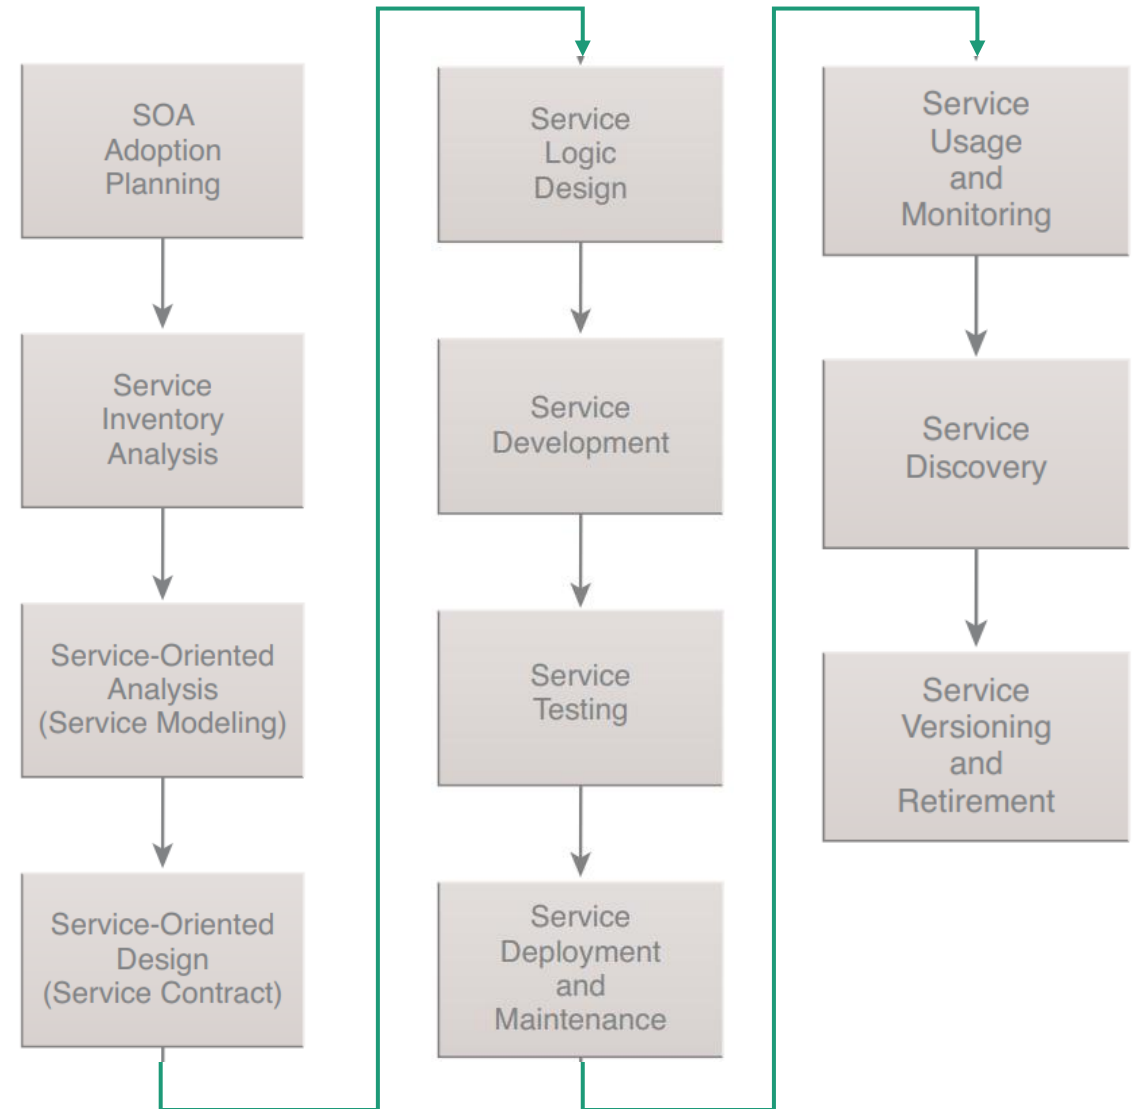 SOA
Adoption
Planning
Service
Inventory
Analysis
Service-Oriented
Analysis
(Service Modeling)
Service-Oriented
Design
(Service Contract)
Service
Logic
Design
Service
Development
Service
Testing
Service
Deployment
and
Maintenance
Service
Usage
and
Monitoring
Service
Discovery
Service
Versioning
and
Retirement